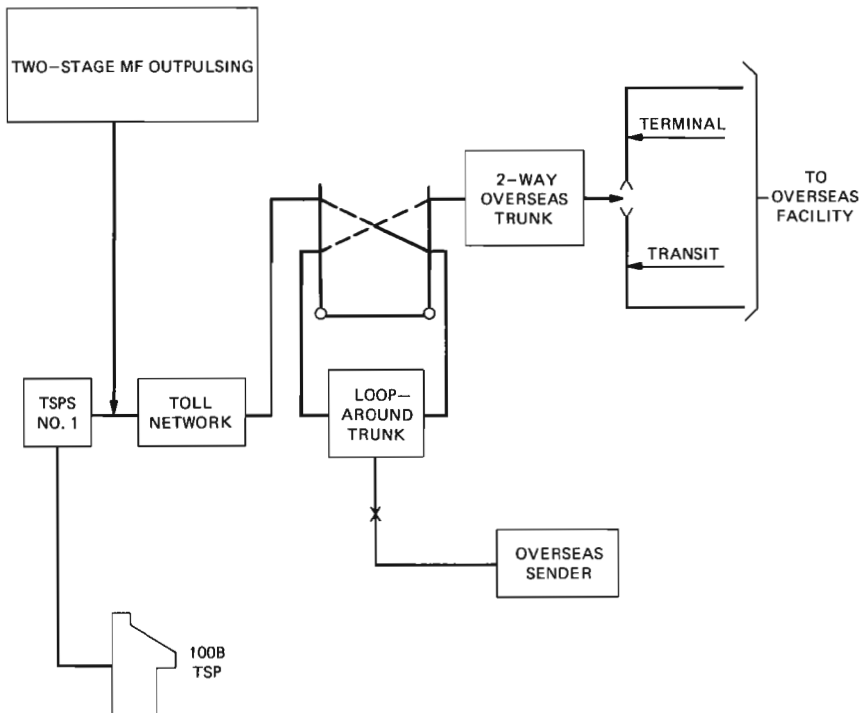 TWO-STAGE MF OUTPULSING
TERMINAL
2-WAY
OVERSEAS
TRUNK
TO
OVERSEAS
FACILITY
TRANSIT
TSPS
NO. 1
TOLL
NETWORK
LOOP-
AROUND
TRUNK
OVERSEAS
SENDER
100B
TSP